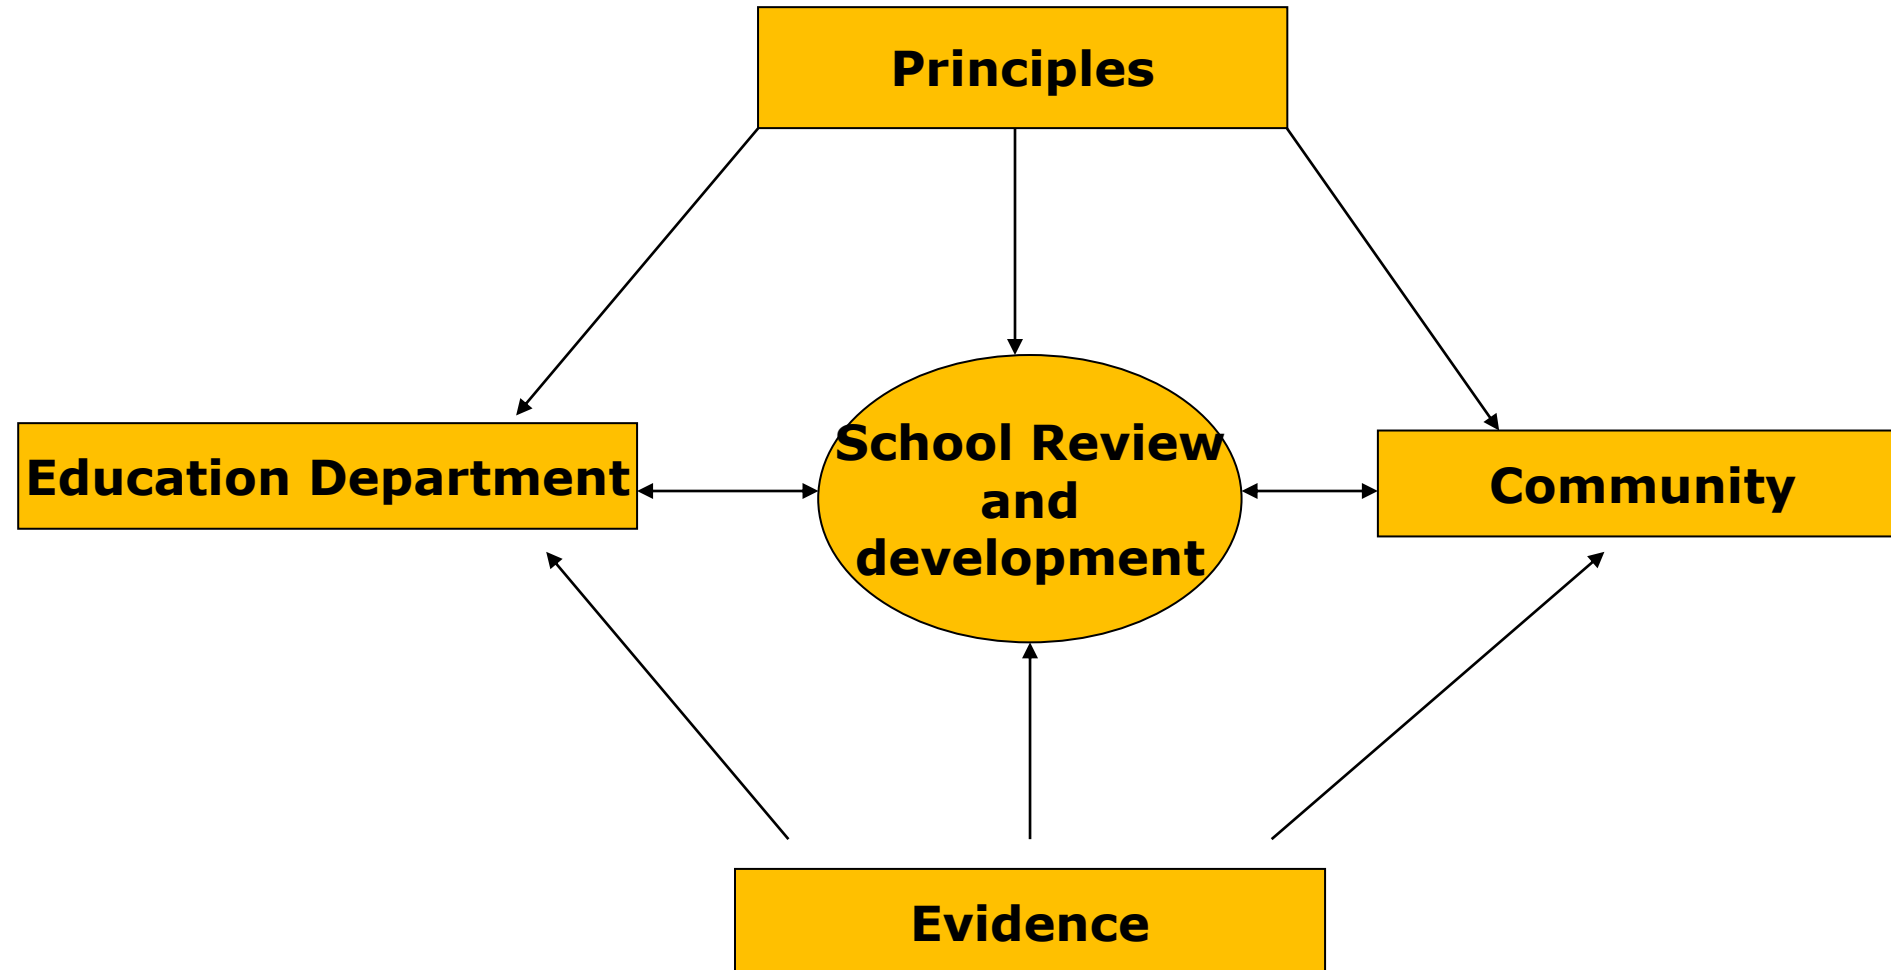 Principles
Education Department
School Review
and
development
Community
Evidence